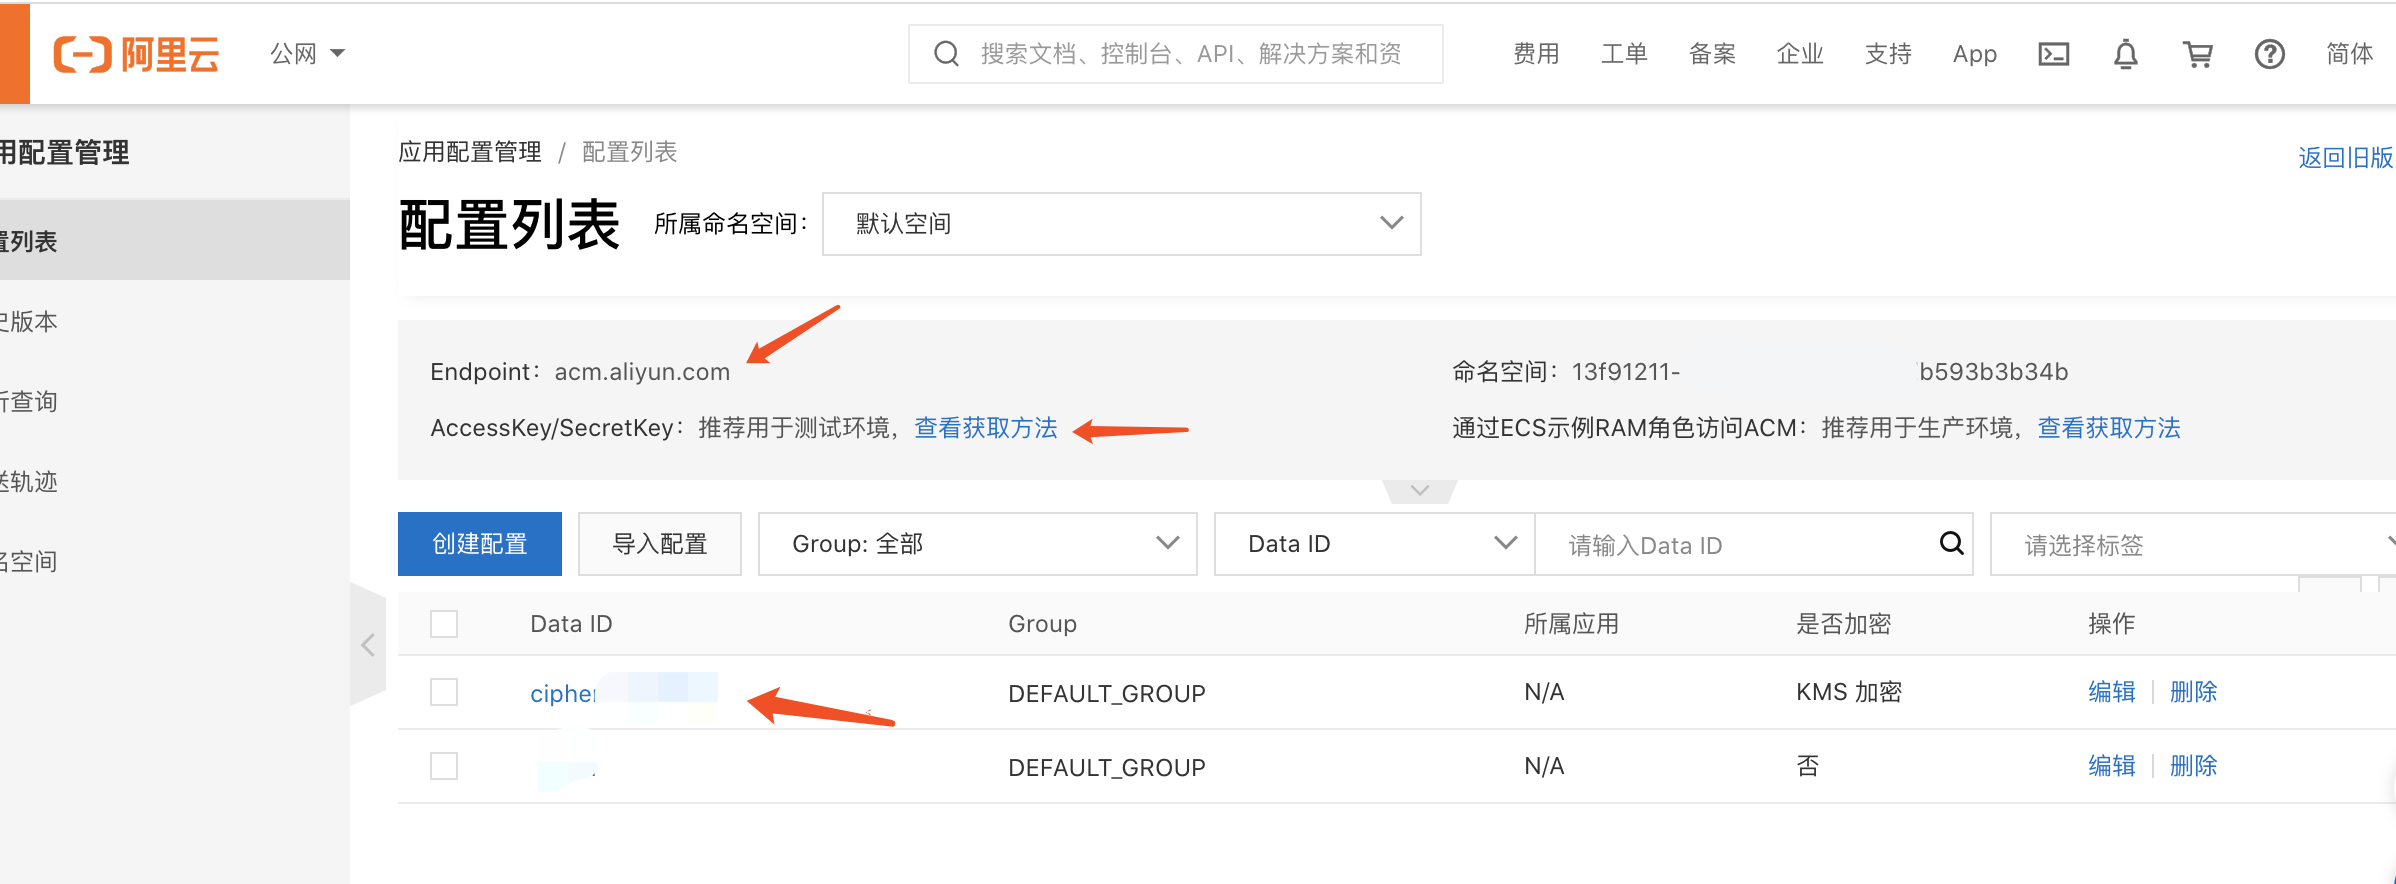 阿里云 公网 搜索文档、控制台、API、解决方案和资 费用 工单 备案 企业 支持 App 简体
用配置管理
置列表
史版本
听查询
送轨迹
名空间
应用配置管理 / 配置列表
返回旧版
配置列表 所属命名空间： 默认空间
Endpoint： acm.aliyun.com 命名空间： 13f91211- b593b3b34b
AccessKey/SecretKey： 推荐用于测试环境， 查看获取方法 通过ECS示例RAM角色访问ACM： 推荐用于生产环境， 查看获取方法
创建配置 导入配置 Group: 全部 Data ID 请输入Data ID 请选择标签
Data ID Group 所属应用 是否加密 操作
cipher DEFAULT_GROUP N/A KMS 加密 编辑 删除
DEFAULT_GROUP N/A 否 编辑 删除